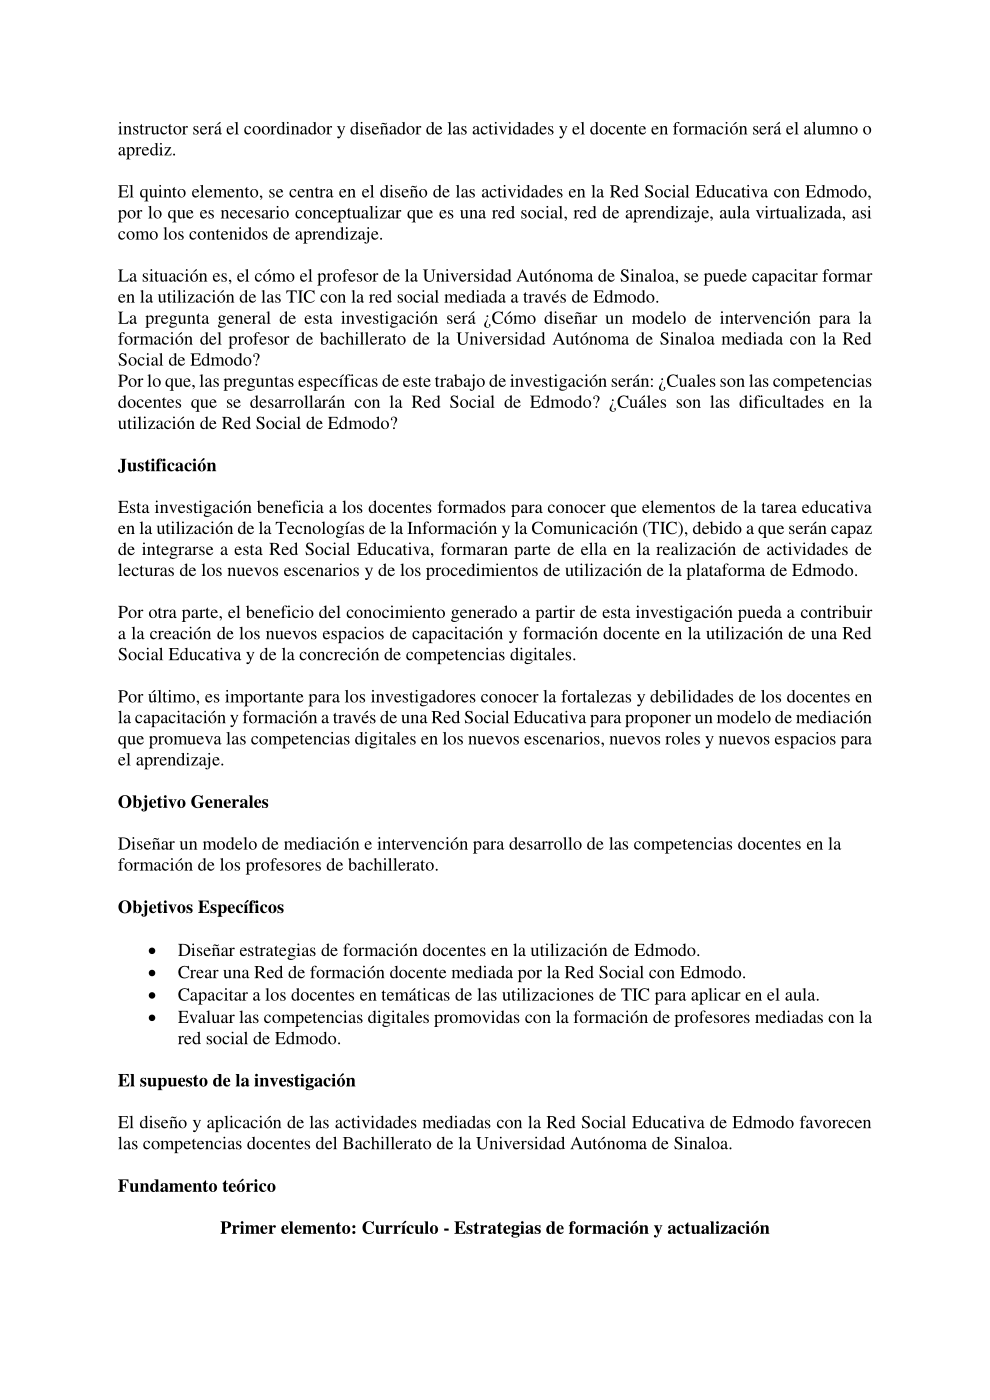 instructor será el coordinador y diseñador de las actividades y el docente en formación será el alumno o
aprediz.
El quinto elemento, se centra en el diseño de las actividades en la Red Social Educativa con Edmodo,
por lo que es necesario conceptualizar que es una red social, red de aprendizaje, aula virtualizada, asi
como los contenidos de aprendizaje.
La situación es, el cómo el profesor de la Universidad Autónoma de Sinaloa, se puede capacitar formar
en la utilización de las TIC con la red social mediada a través de Edmodo.
La pregunta general de esta investigación será ¿Cómo diseñar un modelo de intervención para la
formación del profesor de bachillerato de la Universidad Autónoma de Sinaloa mediada con la Red
Social de Edmodo?
Por lo que, las preguntas específicas de este trabajo de investigación serán: ¿Cuales son las competencias
docentes que se desarrollarán con la Red Social de Edmodo? ¿Cuáles son las dificultades en la
utilización de Red Social de Edmodo?
Justificación
Esta investigación beneficia a los docentes formados para conocer que elementos de la tarea educativa
en la utilización de la Tecnologías de la Información y la Comunicación (TIC), debido a que serán capaz
de integrarse a esta Red Social Educativa, formaran parte de ella en la realización de actividades de
lecturas de los nuevos escenarios y de los procedimientos de utilización de la plataforma de Edmodo.
Por otra parte, el beneficio del conocimiento generado a partir de esta investigación pueda a contribuir
a la creación de los nuevos espacios de capacitación y formación docente en la utilización de una Red
Social Educativa y de la concreción de competencias digitales.
Por último, es importante para los investigadores conocer la fortalezas y debilidades de los docentes en
la capacitación y formación a través de una Red Social Educativa para proponer un modelo de mediación
que promueva las competencias digitales en los nuevos escenarios, nuevos roles y nuevos espacios para
el aprendizaje.
Objetivo Generales
Diseñar un modelo de mediación e intervención para desarrollo de las competencias docentes en la
formación de los profesores de bachillerato.
Objetivos Específicos
• Diseñar estrategias de formación docentes en la utilización de Edmodo.
• Crear una Red de formación docente mediada por la Red Social con Edmodo.
• Capacitar a los docentes en temáticas de las utilizaciones de TIC para aplicar en el aula.
• Evaluar las competencias digitales promovidas con la formación de profesores mediadas con la
red social de Edmodo.
El supuesto de la investigación
El diseño y aplicación de las actividades mediadas con la Red Social Educativa de Edmodo favorecen
las competencias docentes del Bachillerato de la Universidad Autónoma de Sinaloa.
Fundamento teórico
Primer elemento: Currículo - Estrategias de formación y actualización